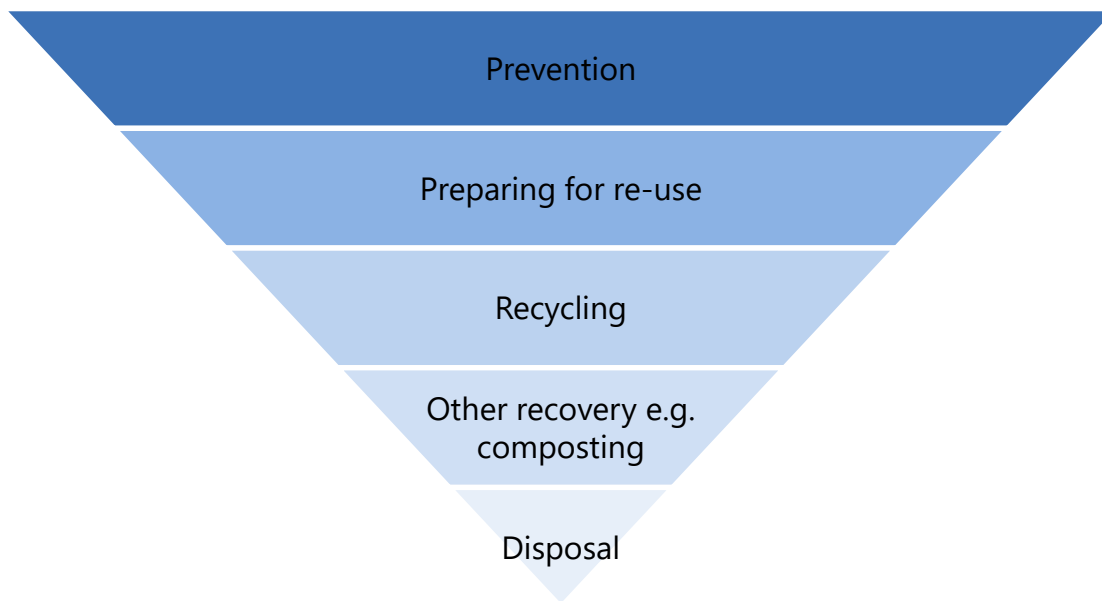 Prevention
Preparing for re-use
Recycling
Other recovery e.g.
composting
Disposal